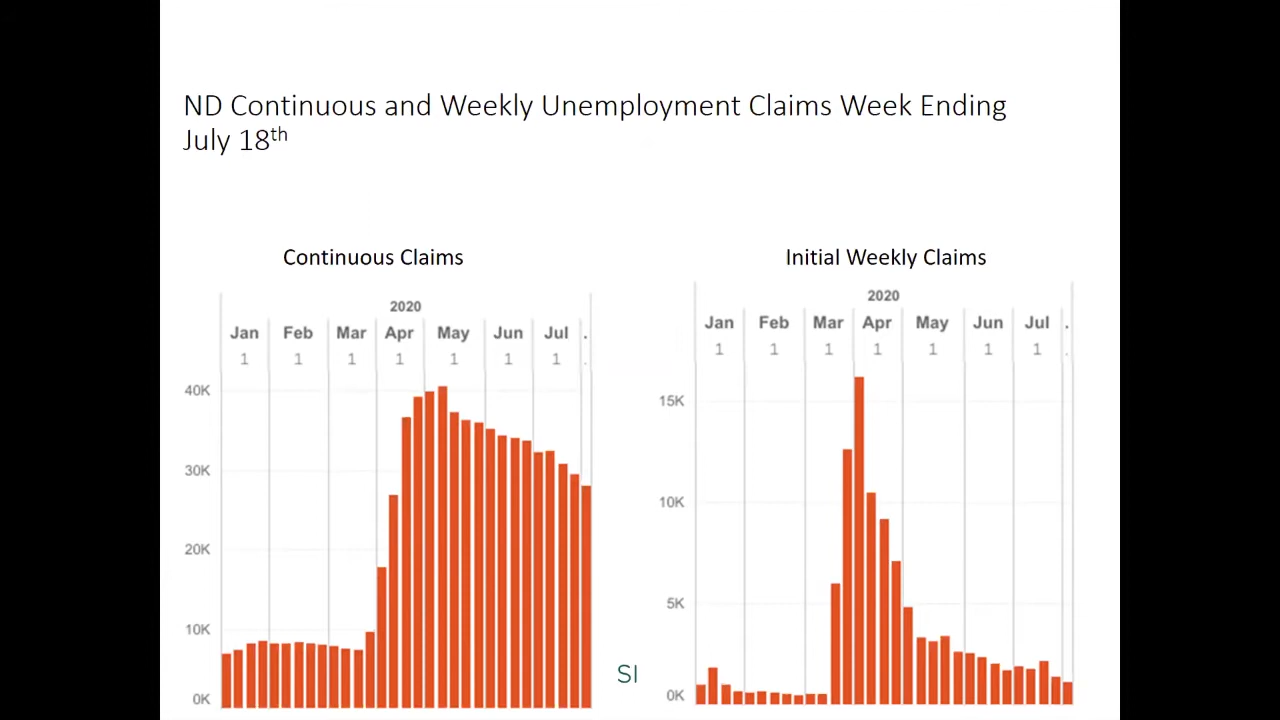 ND Continuous and Weekly Unemployment Claims Week Ending
July 18th
Continuous Claims
2020
Jan Feb Mar Apr May Jun Jul .
1 1 1 1 1 1 1 .
40K
30K
20K
10K
0K
Initial Weekly Claims
2020
Jan Feb Mar Apr May Jun Jul .
1 1 1 1 1 1 1 .
15K
10K
5K
0K
SI